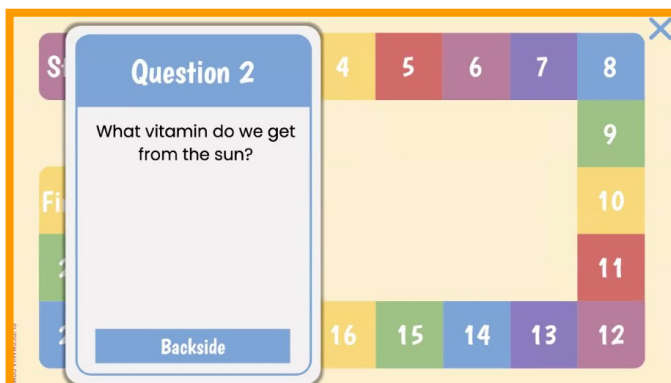 Question 2
What vitamin do we get
from the sun?
Backside
4 5 6 7 8
9
10
11
16 15 14 13 12